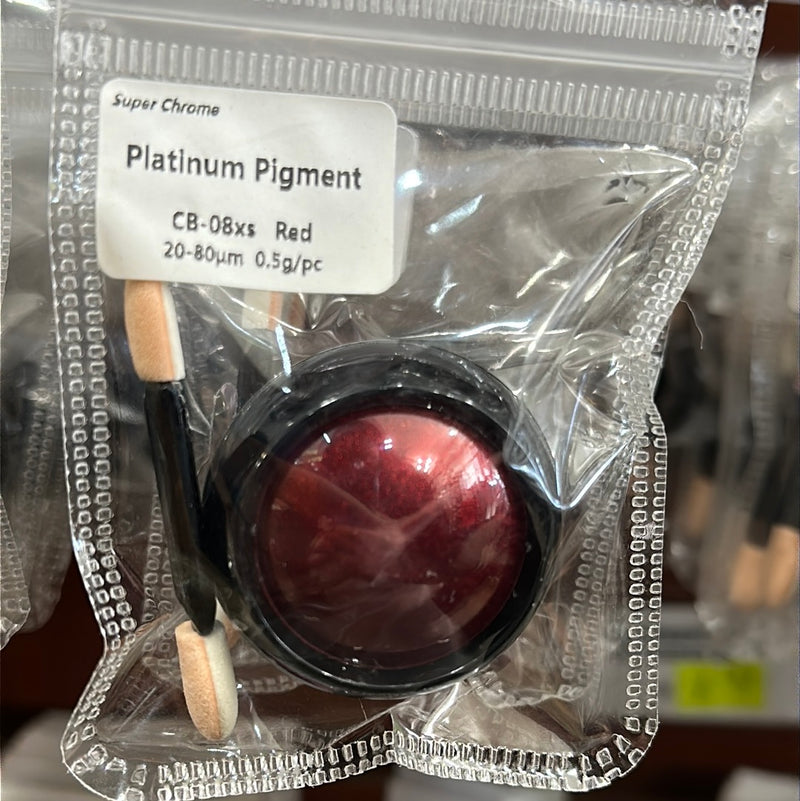 Super Chrome
Platinum Pigment
CB-08xs Red
20-80μm 0.5g/pc